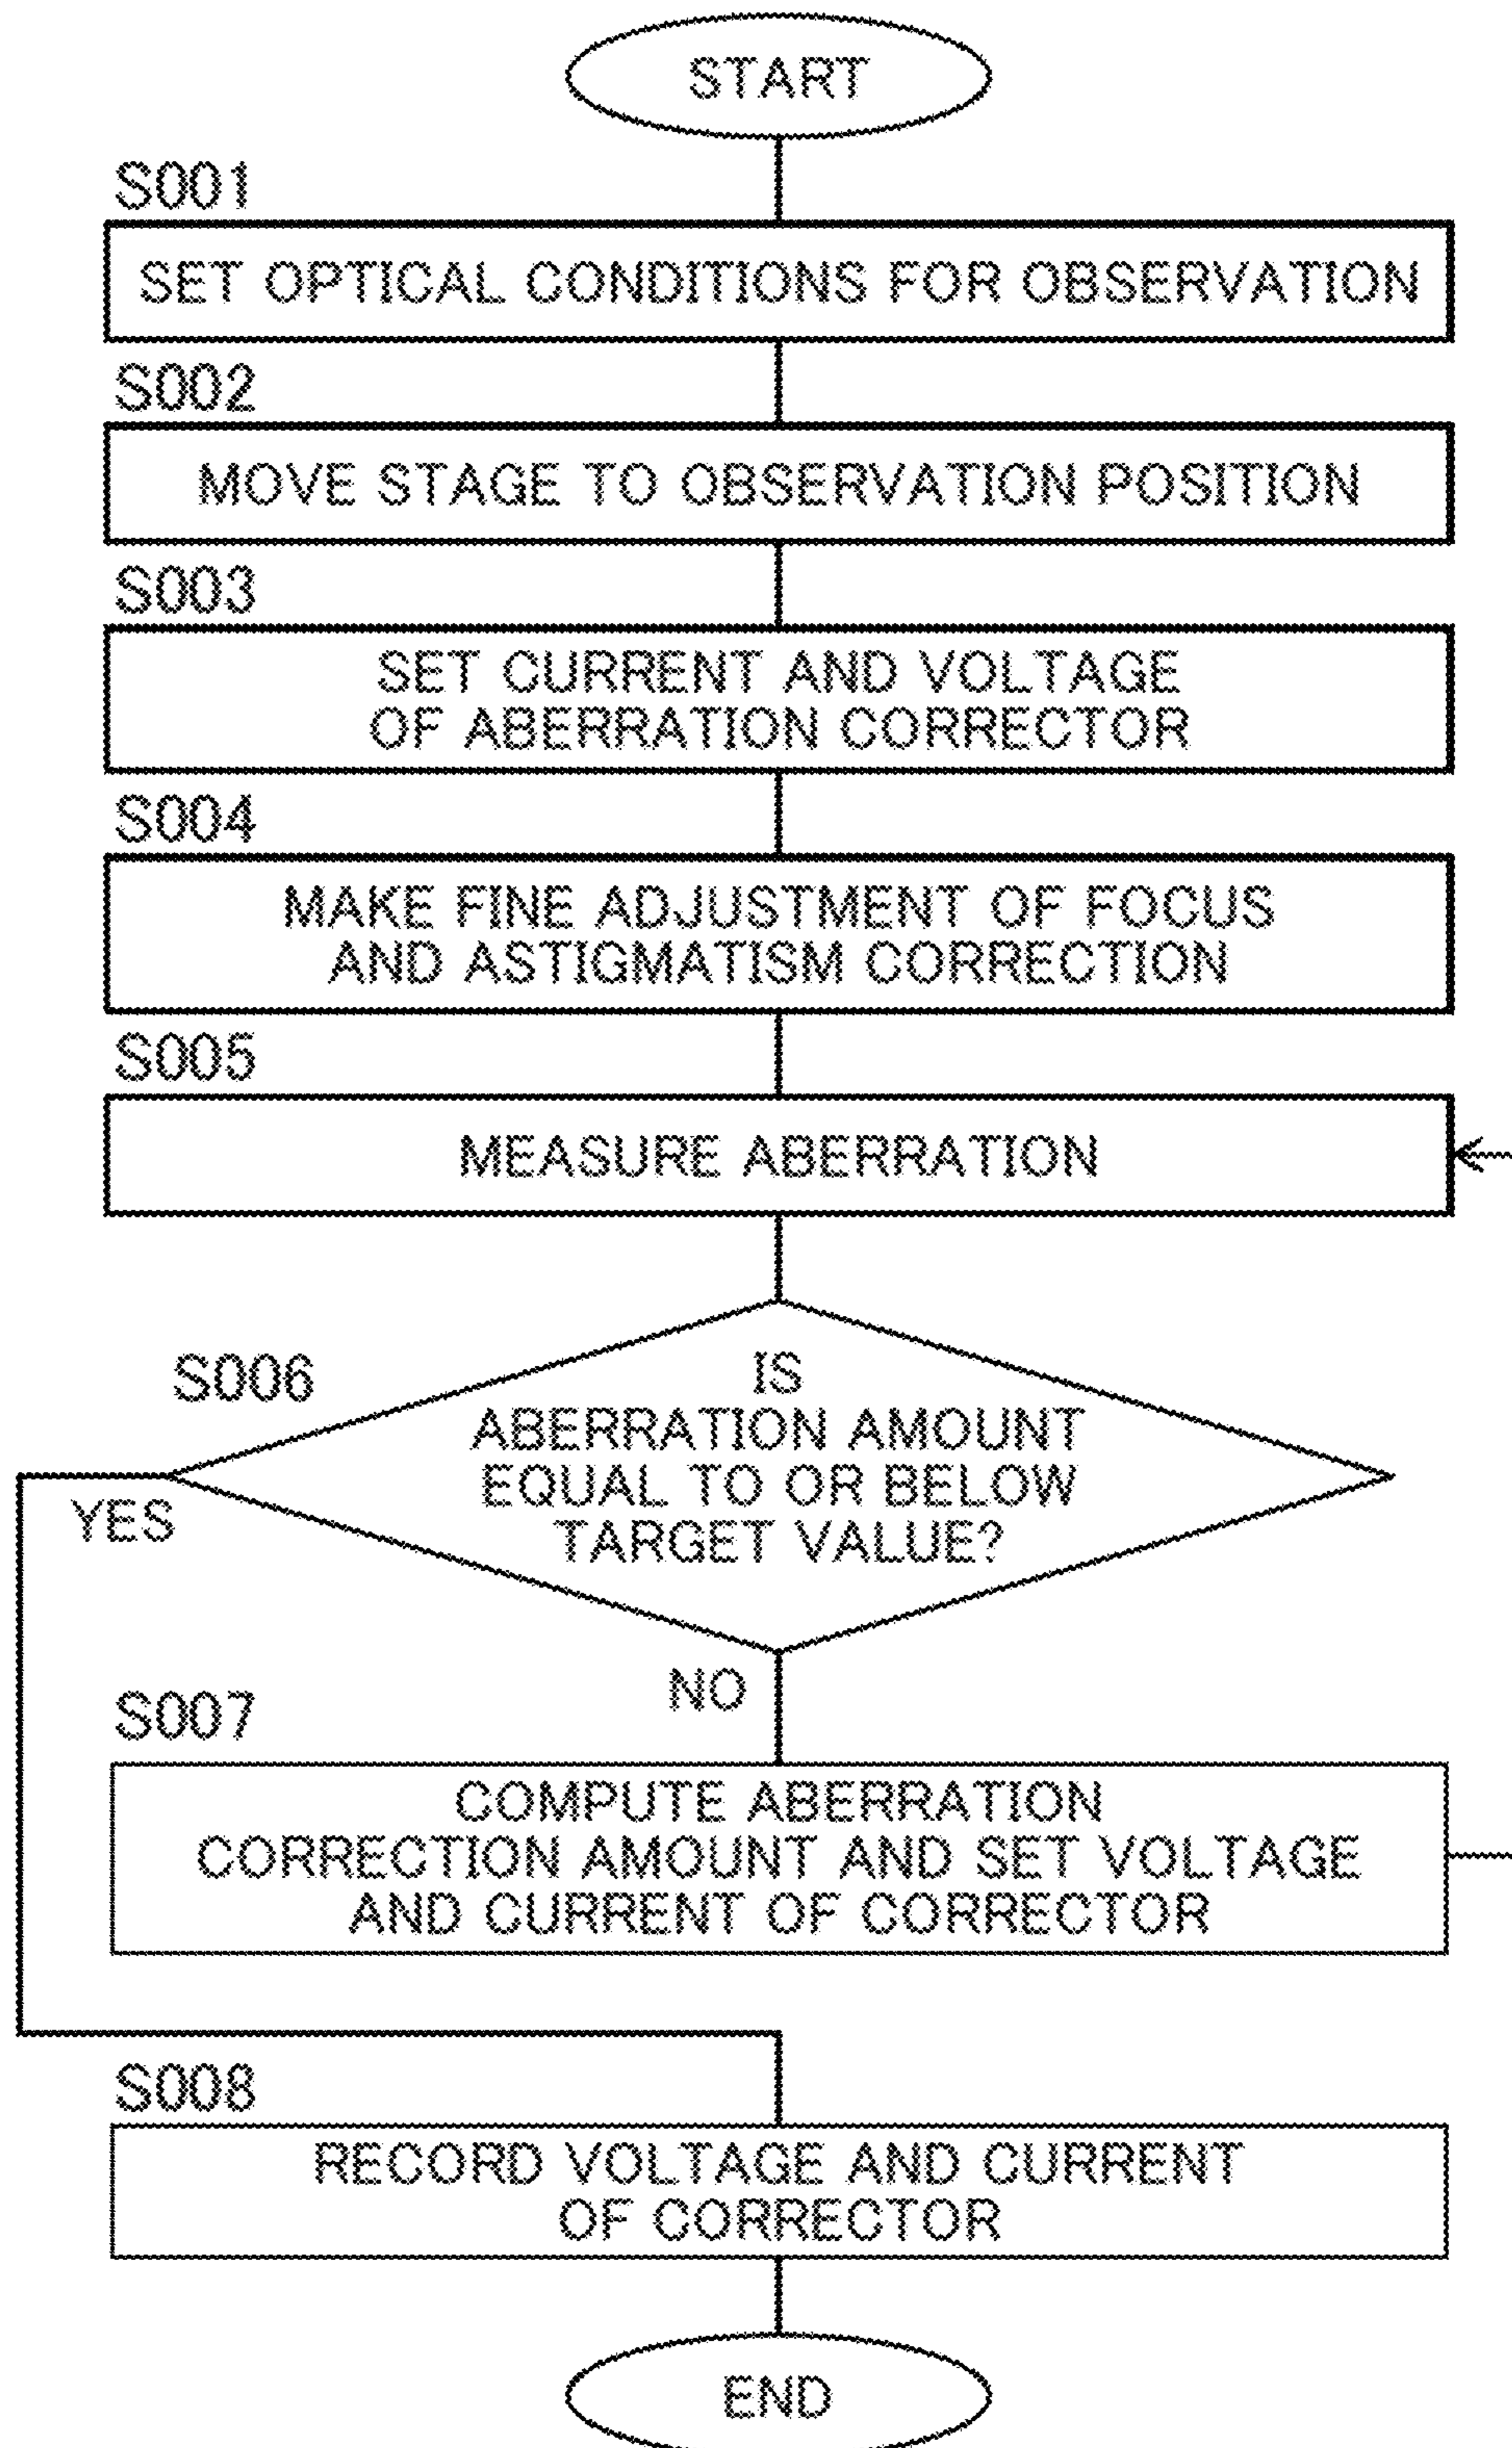 START
S001
SET OPTICAL CONDITIONS FOR OBSERVATION
S002
MOVE STAGE TO OBSERVATION POSITION
S003
SET CURRENT AND VOLTAGE
OF ABERRATION CORRECTOR
S004
MAKE FINE ADJUSTMENT OF FOCUS
AND ASTIGMATISM CORRECTION
S005
MEASURE ABERRATION
S006
IS
ABERRATION AMOUNT
EQUAL TO OR BELOW
TARGET VALUE?
YES
NO
S007
COMPUTE ABERRATION
CORRECTION AMOUNT AND SET VOLTAGE
AND CURRENT OF CORRECTOR
S008
RECORD VOLTAGE AND CURRENT
OF CORRECTOR
END